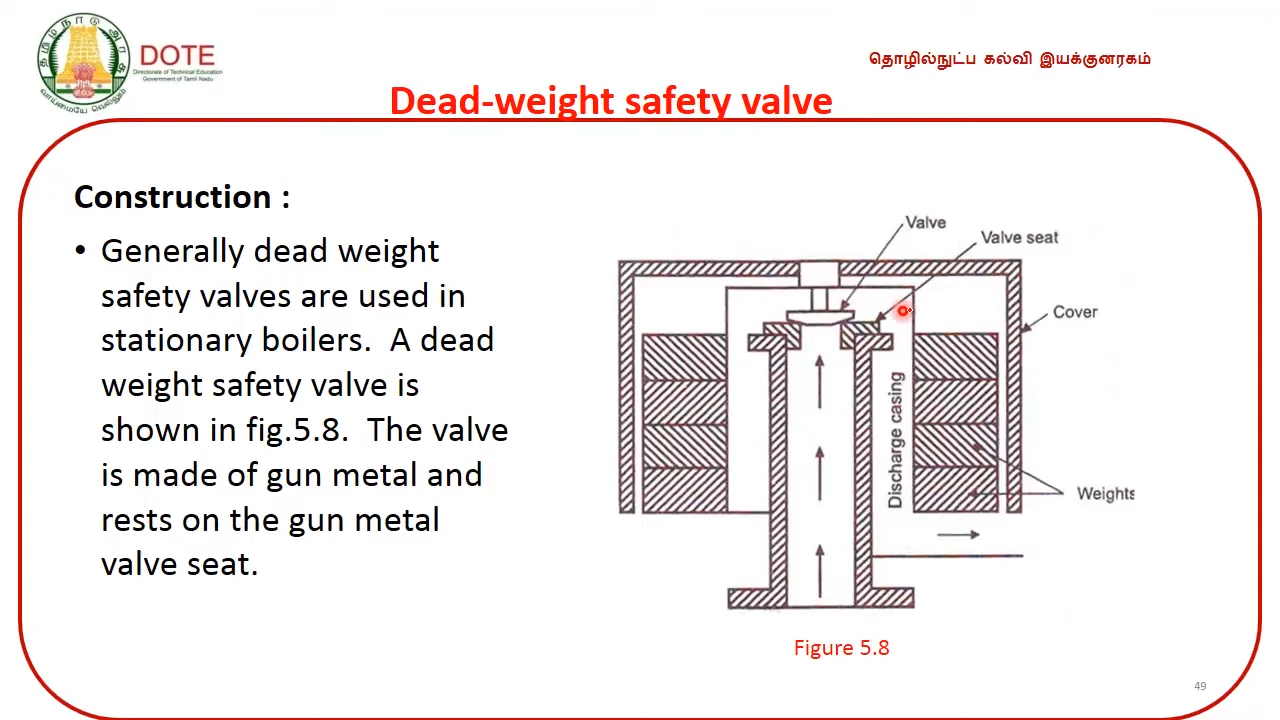 தமிழ்நாடு அரசு
வாய்மையே வெல்லும்
DOTE
Directorate of Technical Education
Government of Tamil Nadu
தொழில்நுட்ப கல்வி இயக்குனரகம்
Dead-weight safety valve
Construction :
• Generally dead weight
safety valves are used in
stationary boilers. A dead
weight safety valve is
shown in fig.5.8. The valve
is made of gun metal and
rests on the gun metal
valve seat.
Valve
Valve seat
Cover
Discharge casing
Weights
Figure 5.8
49